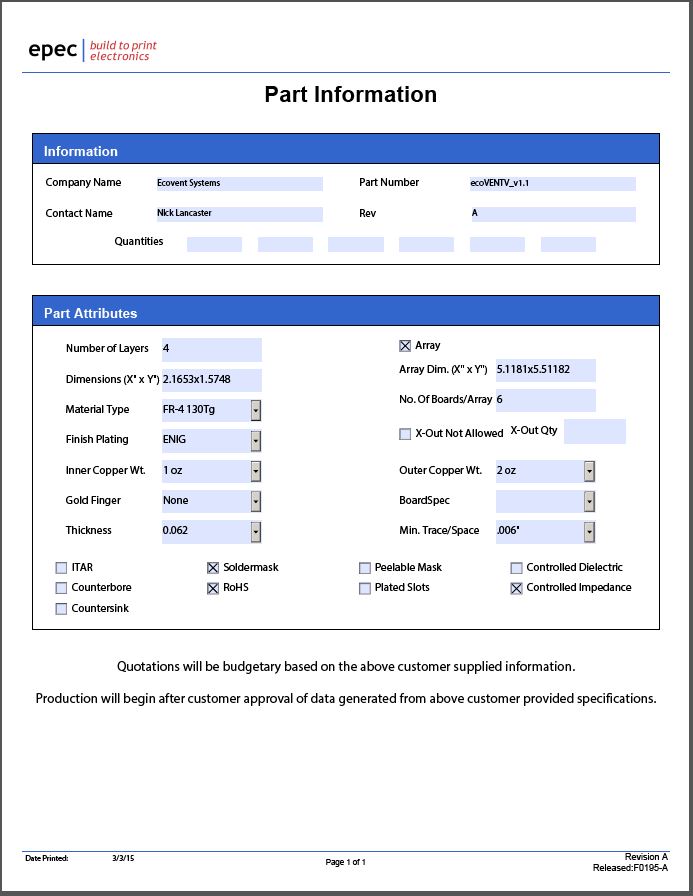 epec build to print
electronics
Part Information
Information
Company Name Ecovent Systems Part Number ecoVENTV_v1.1
Contact Name Nick Lancaster Rev A
Quantities
Part Attributes
Number of Layers 4 Array
Dimensions (X" x Y") 2.1653x1.5748 Array Dim. (X" x Y") 5.1181x5.51182
Material Type FR-4 130Tg No. Of Boards/Array 6
Finish Plating ENIG X-Out Not Allowed X-Out Qty
Inner Copper Wt. 1 oz Outer Copper Wt. 2 oz
Gold Finger None BoardSpec
Thickness 0.062 Min. Trace/Space .006"
ITAR Soldermask Peelable Mask Controlled Dielectric
Counterbore RoHS Plated Slots Controlled Impedance
Countersink
Quotations will be budgetary based on the above customer supplied information.
Production will begin after customer approval of data generated from above customer provided specifications.
Date Printed: 3/3/15 Page 1 of 1 Revision A
Released:F0195-A